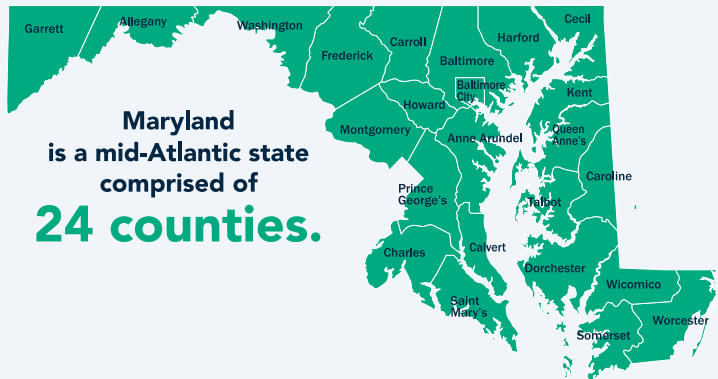 Garrett
Allegany
Washington
Frederick
Carroll
Baltimore
Harford
Cecil
Baltimore
City
Howard
Kent
Montgomery
Anne Arundel
Queen
Anne's
Maryland
is a mid-Atlantic state
comprised of
24 counties.
Prince
George's
Talbot
Caroline
Charles
Calvert
Dorchester
Saint
Mary's
Wicomico
Somerset
Worcester